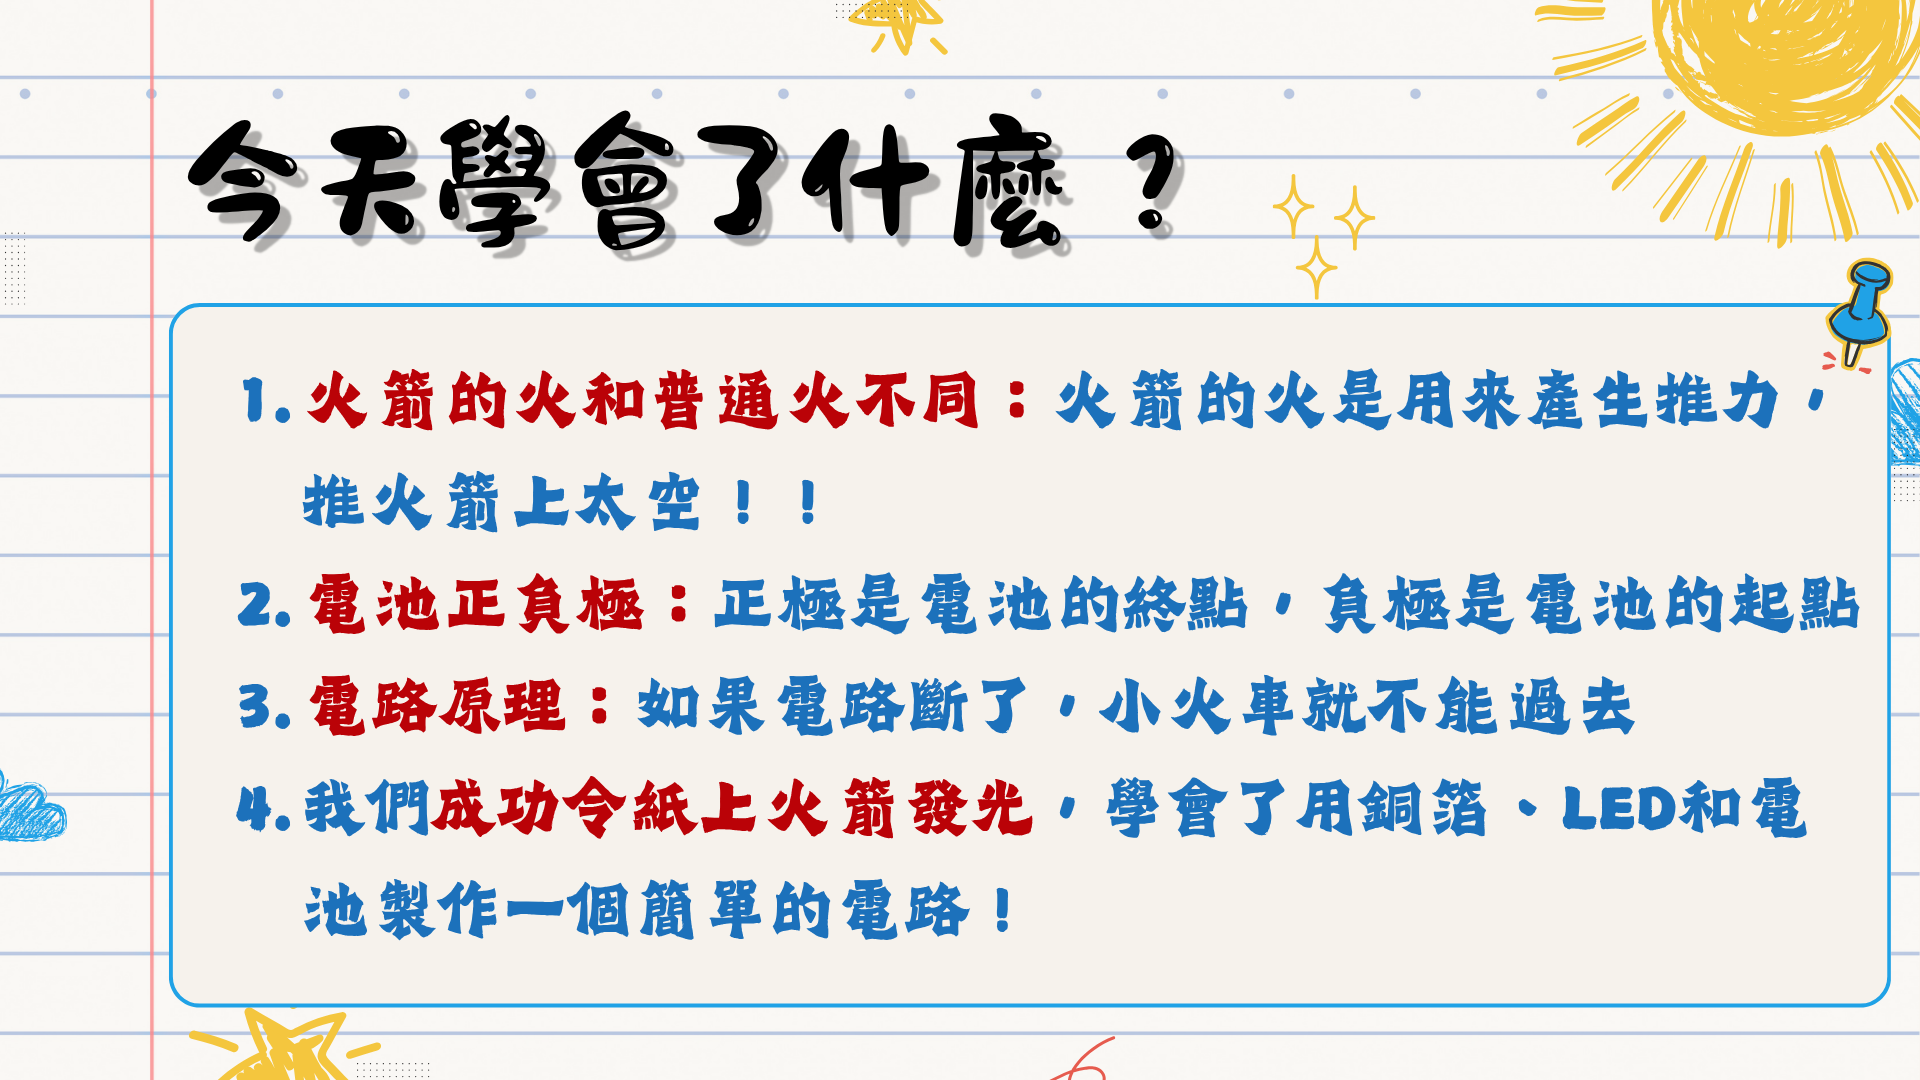 今天學會了什麼？
1. 火箭的火和普通火不同：火箭的火是用來產生推力，
推火箭上太空！！
2. 電池正負極：正極是電池的終點，負極是電池的起點
3. 電路原理：如果電路斷了，小火車就不能過去
4. 我們成功令紙上火箭發光，學會了用銅箔、LED和電
池製作一個簡單的電路！